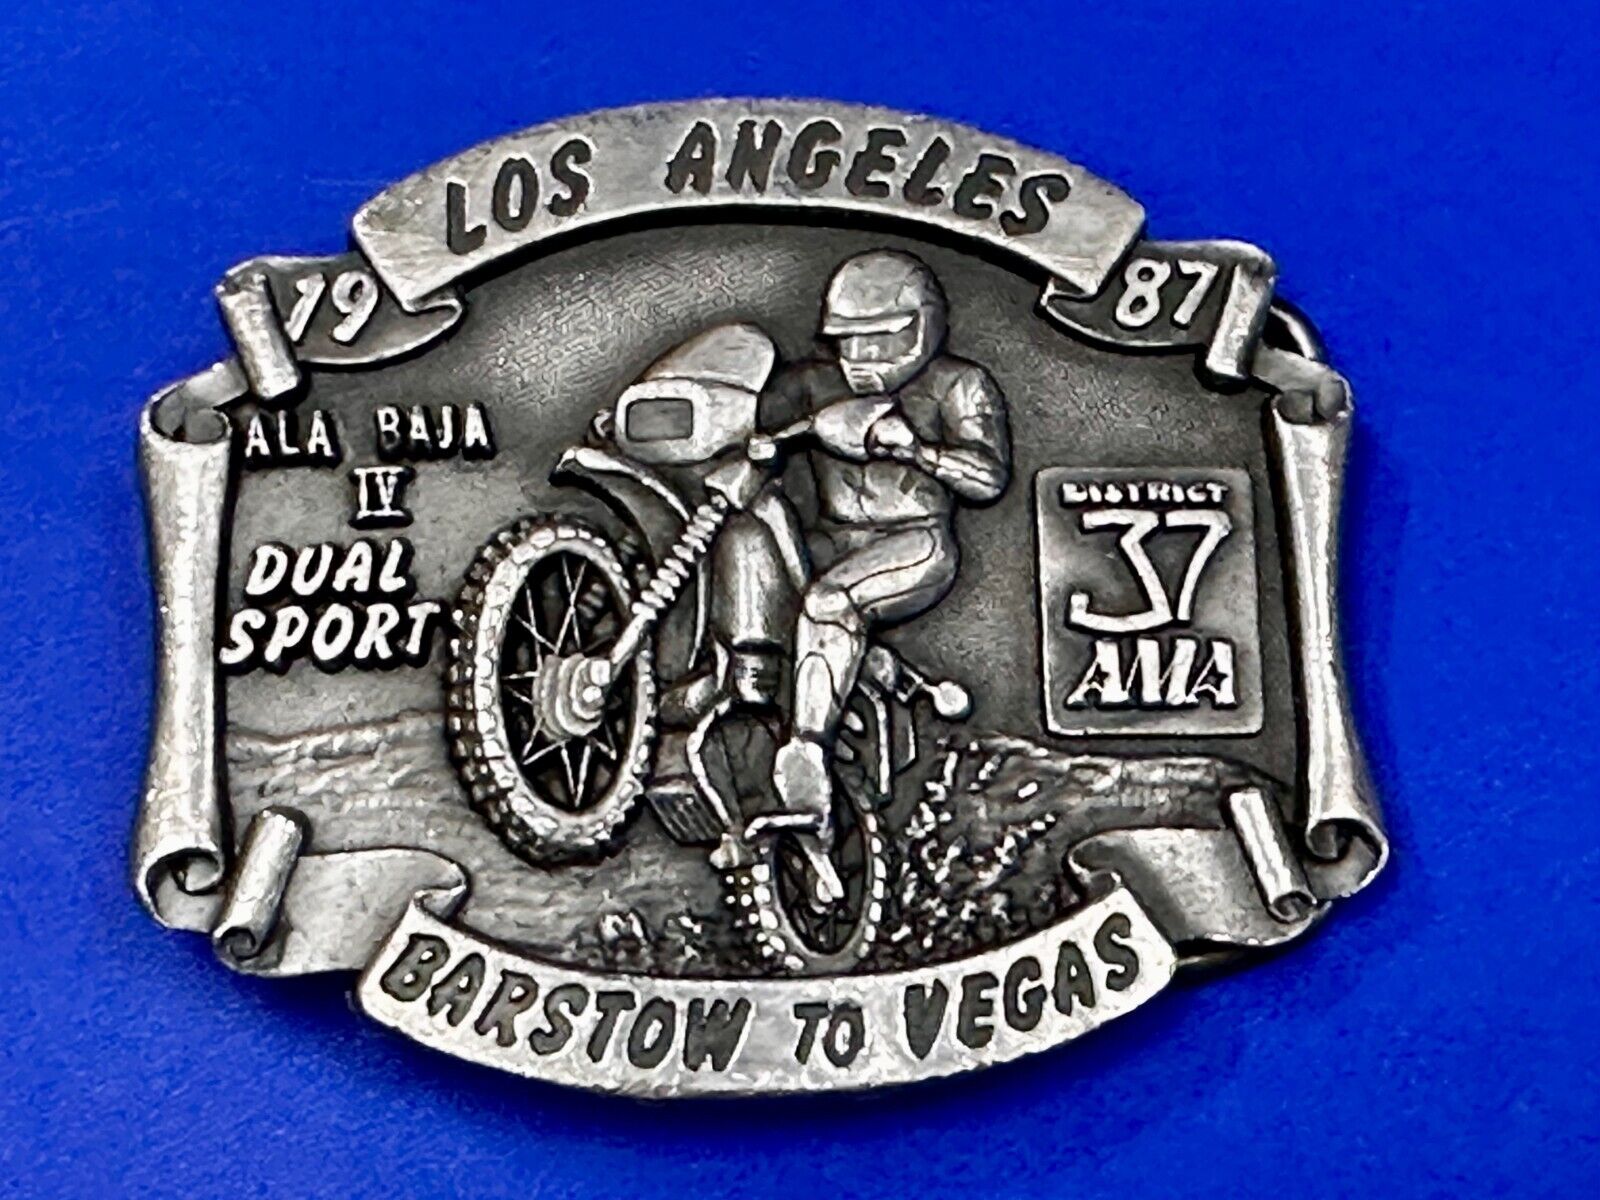 LOS ANGELES
19 87
ALA BAJA
IV
DUAL
SPORT
DISTRICT
37
AMA
BARSTOW TO VEGAS